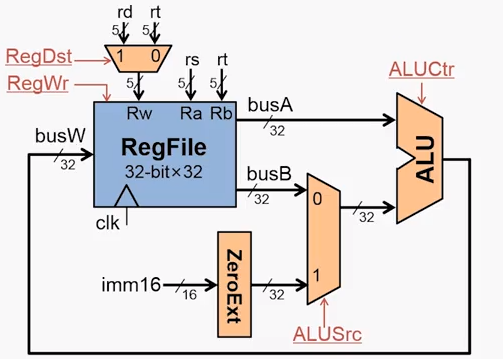 rd rt
5 5
RegDst 1 0
RegWr 5 rs rt
5 5
ALUCtr
Rw Ra Rb
busA
32
busW
32
RegFile
32-bit×32
busB
32
clk
0
1
32
ALU
imm16
16
ZeroExt
32
ALUSrc